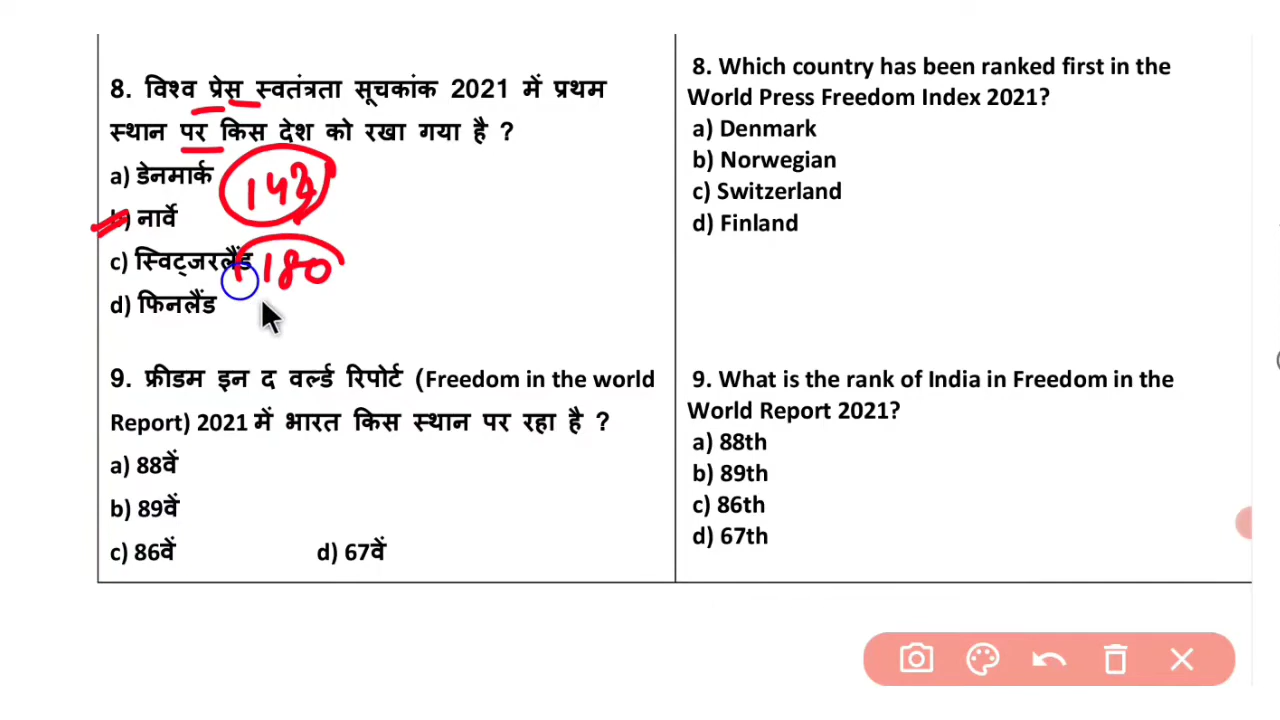 8. विश्व प्रेस स्वतंत्रता सूचकांक 2021 में प्रथम
स्थान पर किस देश को रखा गया है ?
a) डेनमार्क
b) नार्वे
c) स्विट्जरलैंड
d) फिनलैंड
142
180
9. फ्रीडम इन द वर्ल्ड रिपोर्ट (Freedom in the world
Report) 2021 में भारत किस स्थान पर रहा है ?
a) 88वें
b) 89वें
c) 86वें d) 67वें
8. Which country has been ranked first in the
World Press Freedom Index 2021?
a) Denmark
b) Norwegian
c) Switzerland
d) Finland
9. What is the rank of India in Freedom in the
World Report 2021?
a) 88th
b) 89th
c) 86th
d) 67th